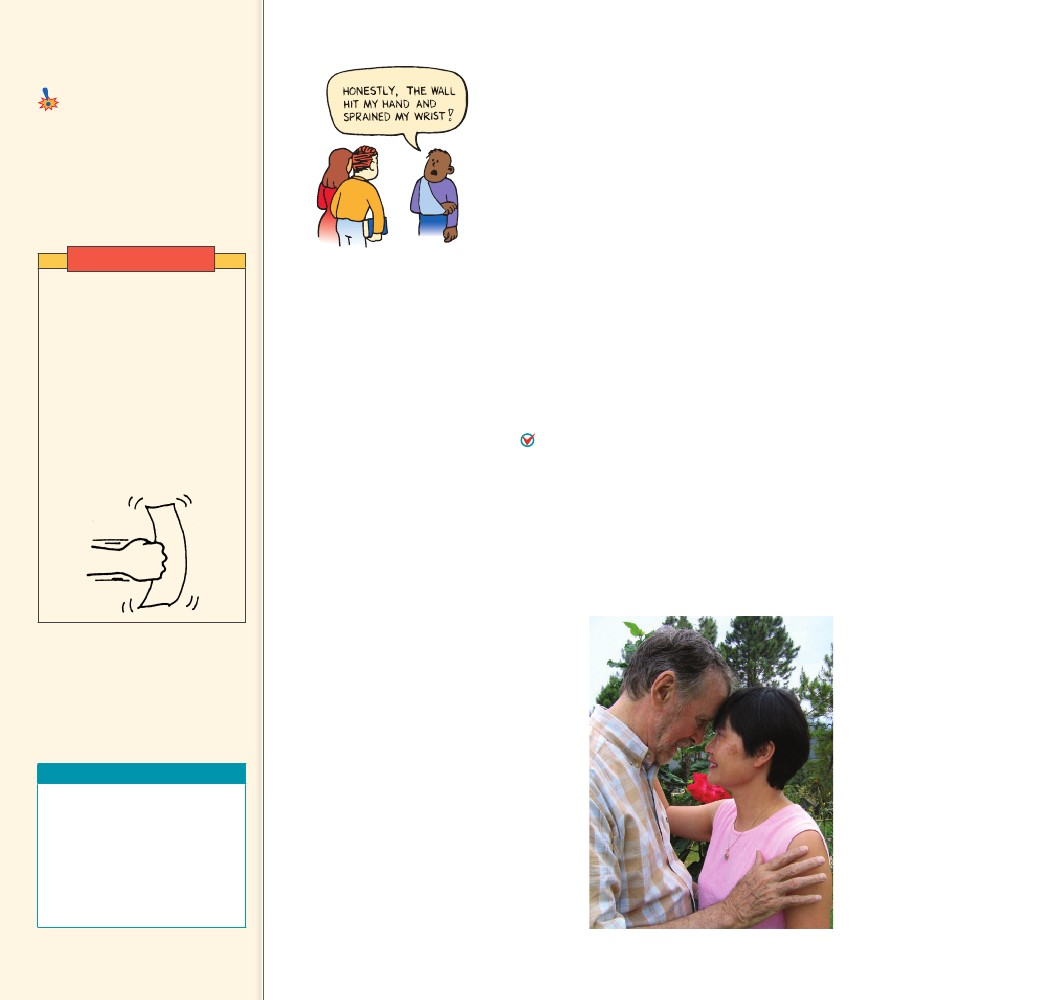 HONESTLY, THE WALL
HIT MY HAND AND
SPRAINED MY WRIST!